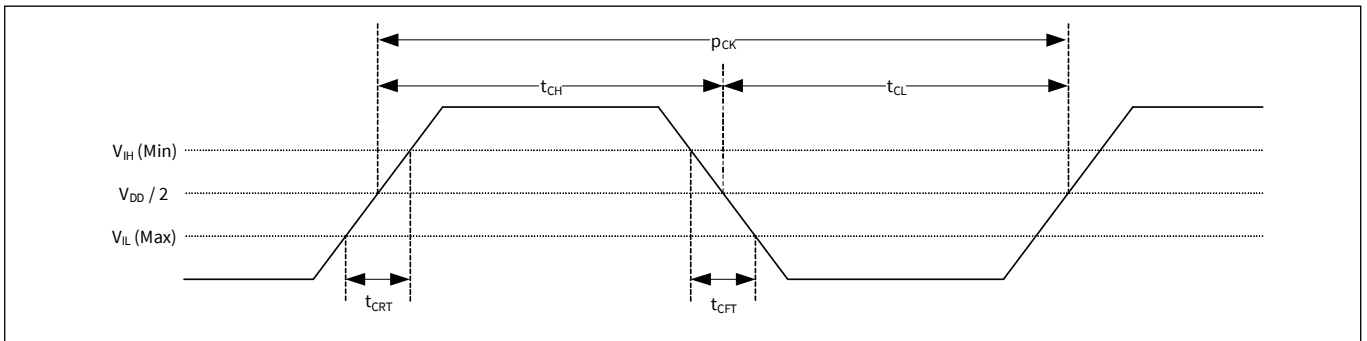 pCK
tCH
tCL
VIH (Min)
VDD / 2
VIL (Max)
tCRT
tCFT